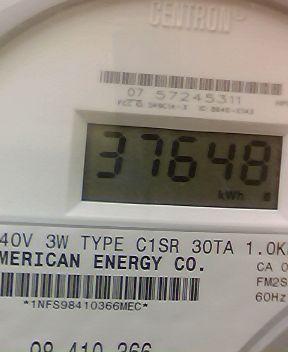 CENTRON
07 57245311
37648
kWh
40V 3W TYPE C1SR 30TA 1.0K
MERICAN ENERGY CO.
CA 0
FM2S
60Hz
*1NFS98410366MEC*
98 410 366